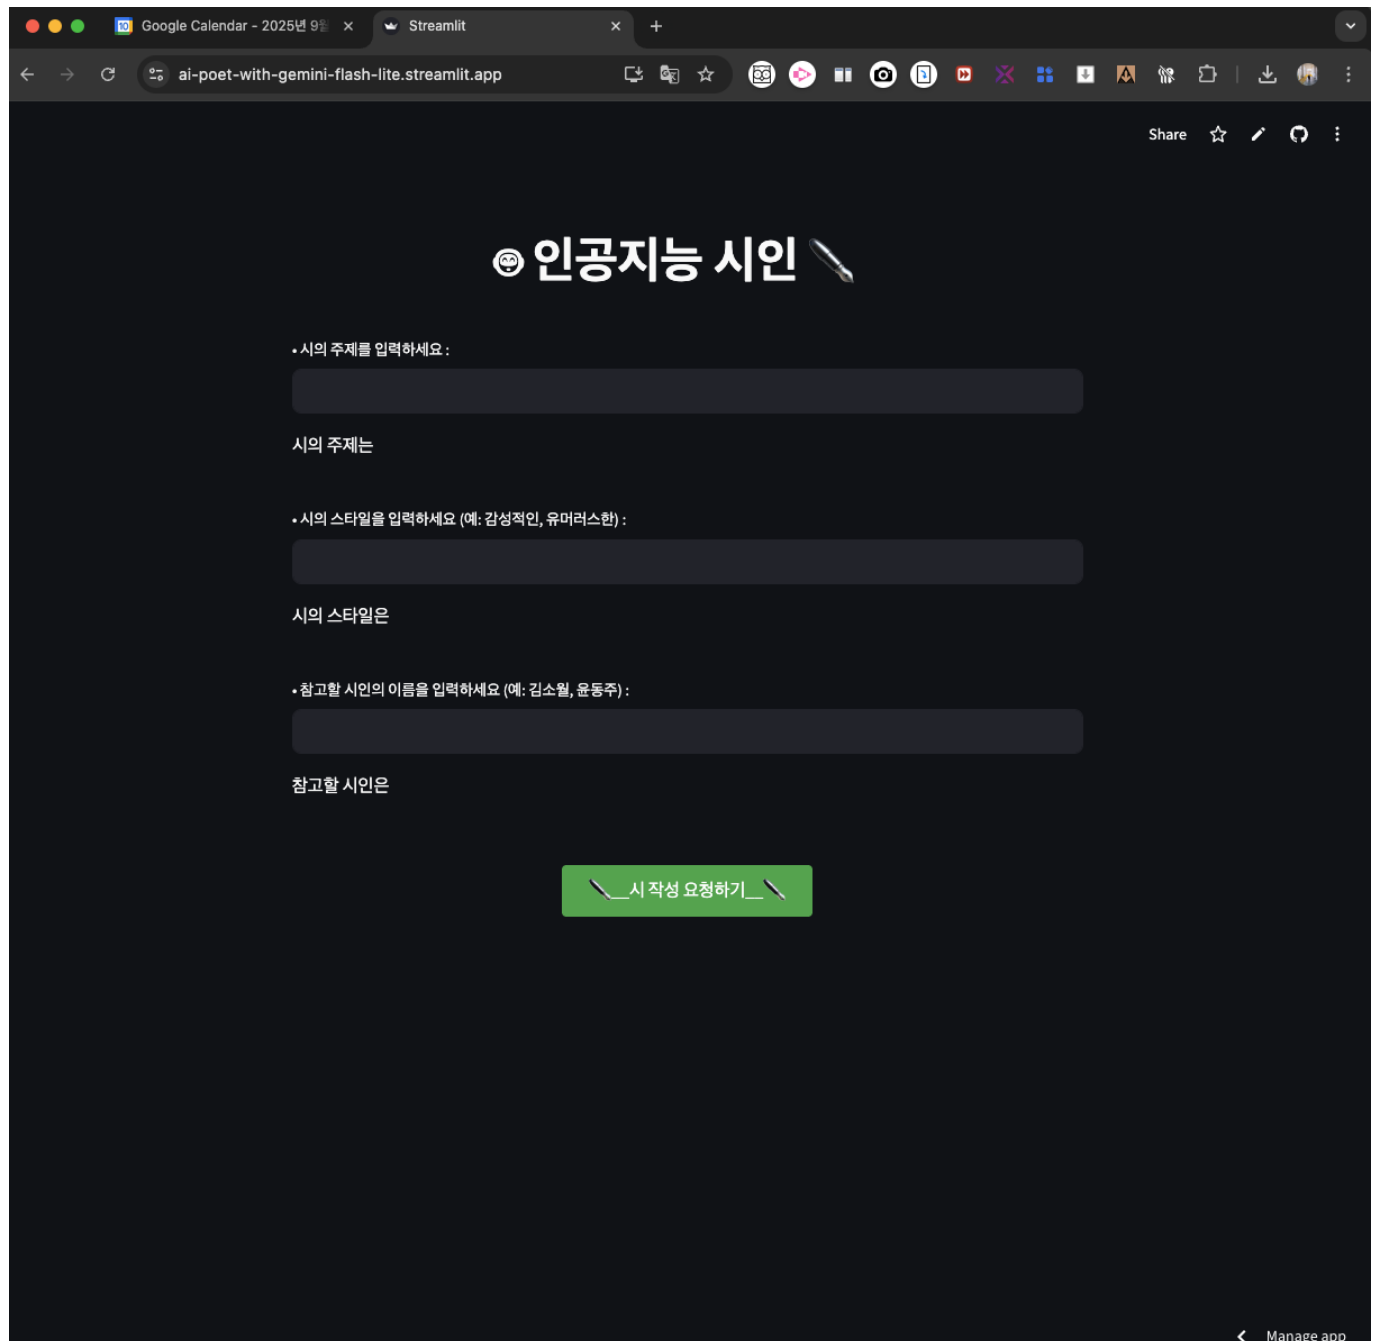 10 Google Calendar - 2025년 9월
Streamlit
ai-poet-with-gemini-flash-lite.streamlit.app
Share
인공지능 시인
• 시의 주제를 입력하세요 :
시의 주제는
• 시의 스타일을 입력하세요 (예: 감성적인, 유머러스한) :
시의 스타일은
• 참고할 시인의 이름을 입력하세요 (예: 김소월, 윤동주) :
참고할 시인은
__시 작성 요청하기__
Manage app